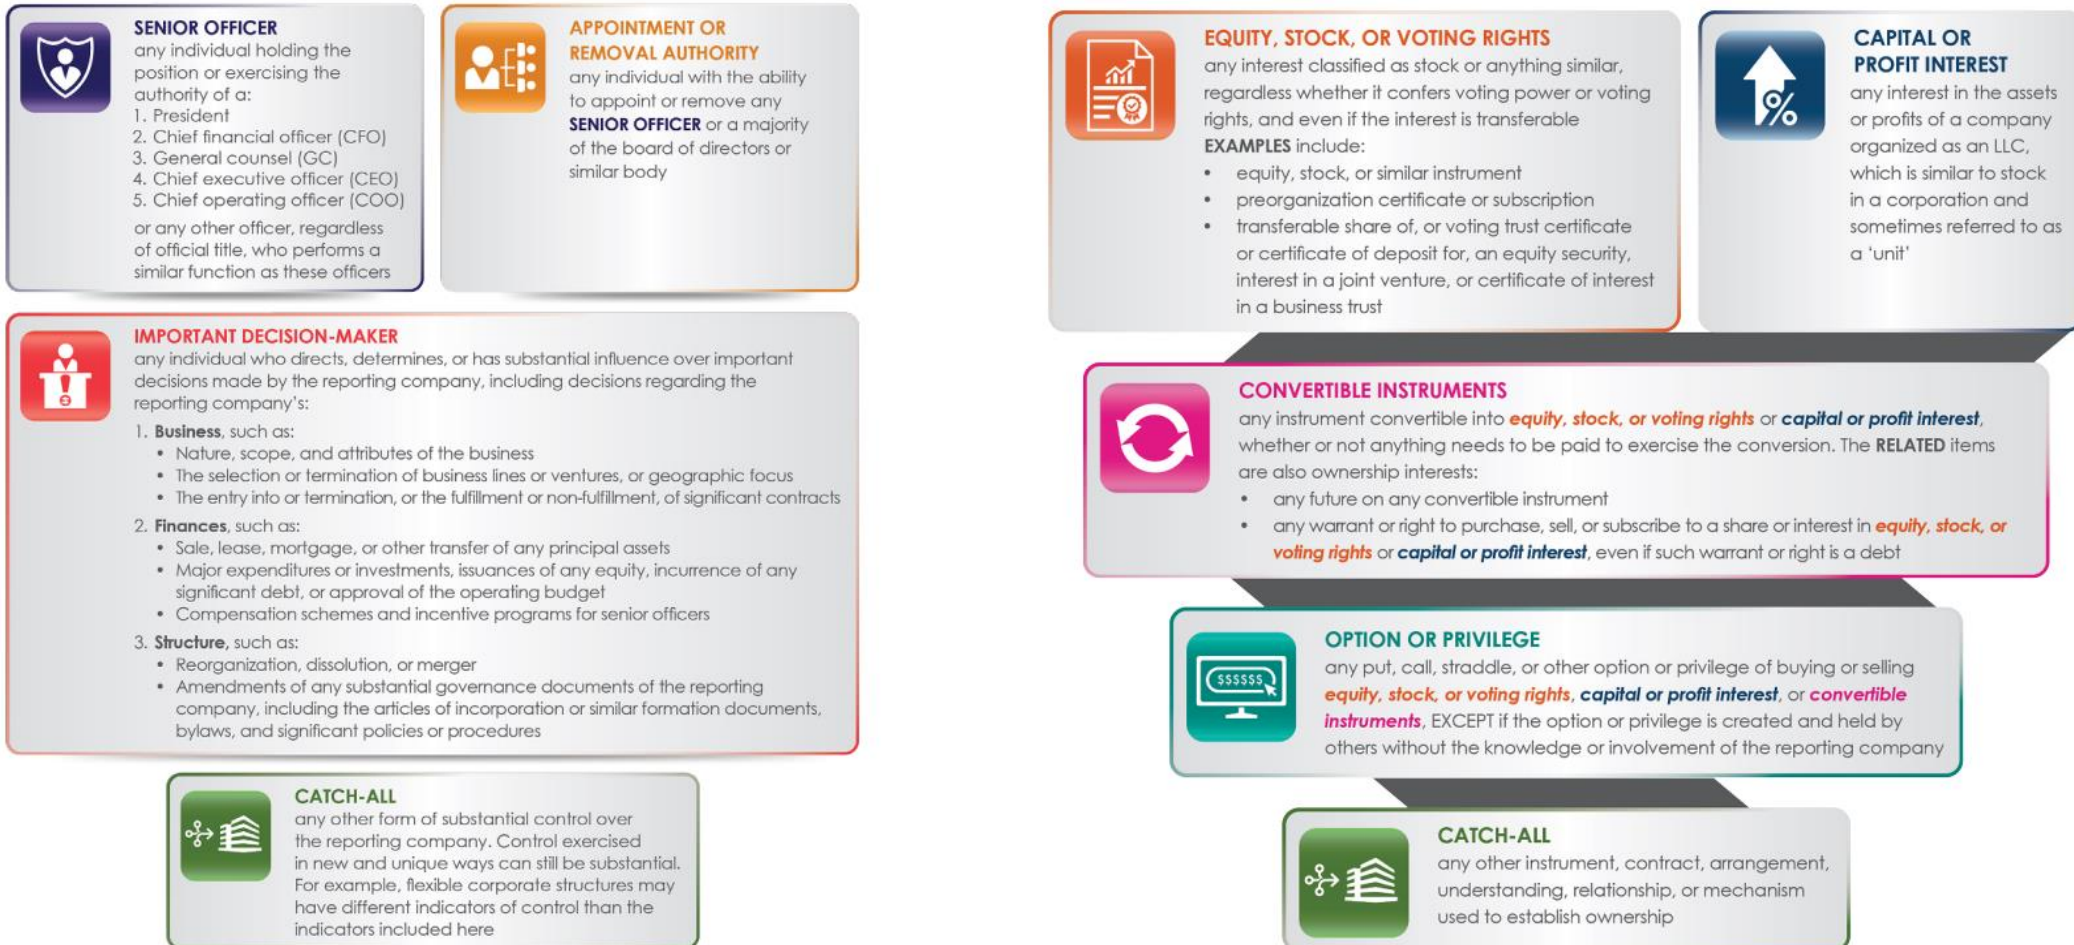 SENIOR OFFICER
any individual holding the
position or exercising the
authority of a:
1. President
2. Chief financial officer (CFO)
3. General counsel (GC)
4. Chief executive officer (CEO)
5. Chief operating officer (COO)
or any other officer, regardless
of official title, who performs a
similar function as these officers
APPOINTMENT OR
REMOVAL AUTHORITY
any individual with the ability
to appoint or remove any
SENIOR OFFICER or a majority
of the board of directors or
similar body
IMPORTANT DECISION-MAKER
any individual who directs, determines, or has substantial influence over important
decisions made by the reporting company, including decisions regarding the
reporting company's:
1. Business, such as:
• Nature, scope, and attributes of the business
• The selection or termination of business lines or ventures, or geographic focus
• The entry into or termination, or the fulfillment or non-fulfillment, of significant contracts
2. Finances, such as:
• Sale, lease, mortgage, or other transfer of any principal assets
• Major expenditures or investments, issuances of any equity, incurrence of any
significant debt, or approval of the operating budget
• Compensation schemes and incentive programs for senior officers
3. Structure, such as:
• Reorganization, dissolution, or merger
• Amendments of any substantial governance documents of the reporting
company, including the articles of incorporation or similar formation documents,
bylaws, and significant policies or procedures
CATCH-ALL
any other form of substantial control over
the reporting company. Control exercised
in new and unique ways can still be substantial.
For example, flexible corporate structures may
have different indicators of control than the
indicators included here
EQUITY, STOCK, OR VOTING RIGHTS
any interest classified as stock or anything similar,
regardless whether it confers voting power or voting
rights, and even if the interest is transferable
EXAMPLES include:
• equity, stock, or similar instrument
• preorganization certificate or subscription
• transferable share of, or voting trust certificate
or certificate of deposit for, an equity security,
interest in a joint venture, or certificate of interest
in a business trust
CAPITAL OR
PROFIT INTEREST
any interest in the assets
or profits of a company
organized as an LLC,
which is similar to stock
in a corporation and
sometimes referred to as
a 'unit'
%
CONVERTIBLE INSTRUMENTS
any instrument convertible into equity, stock, or voting rights or capital or profit interest,
whether or not anything needs to be paid to exercise the conversion. The RELATED items
are also ownership interests:
• any future on any convertible instrument
• any warrant or right to purchase, sell, or subscribe to a share or interest in equity, stock, or
voting rights or capital or profit interest, even if such warrant or right is a debt
$$$$$$
OPTION OR PRIVILEGE
any put, call, straddle, or other option or privilege of buying or selling
equity, stock, or voting rights, capital or profit interest, or convertible
instruments, EXCEPT if the option or privilege is created and held by
others without the knowledge or involvement of the reporting company
CATCH-ALL
any other instrument, contract, arrangement,
understanding, relationship, or mechanism
used to establish ownership